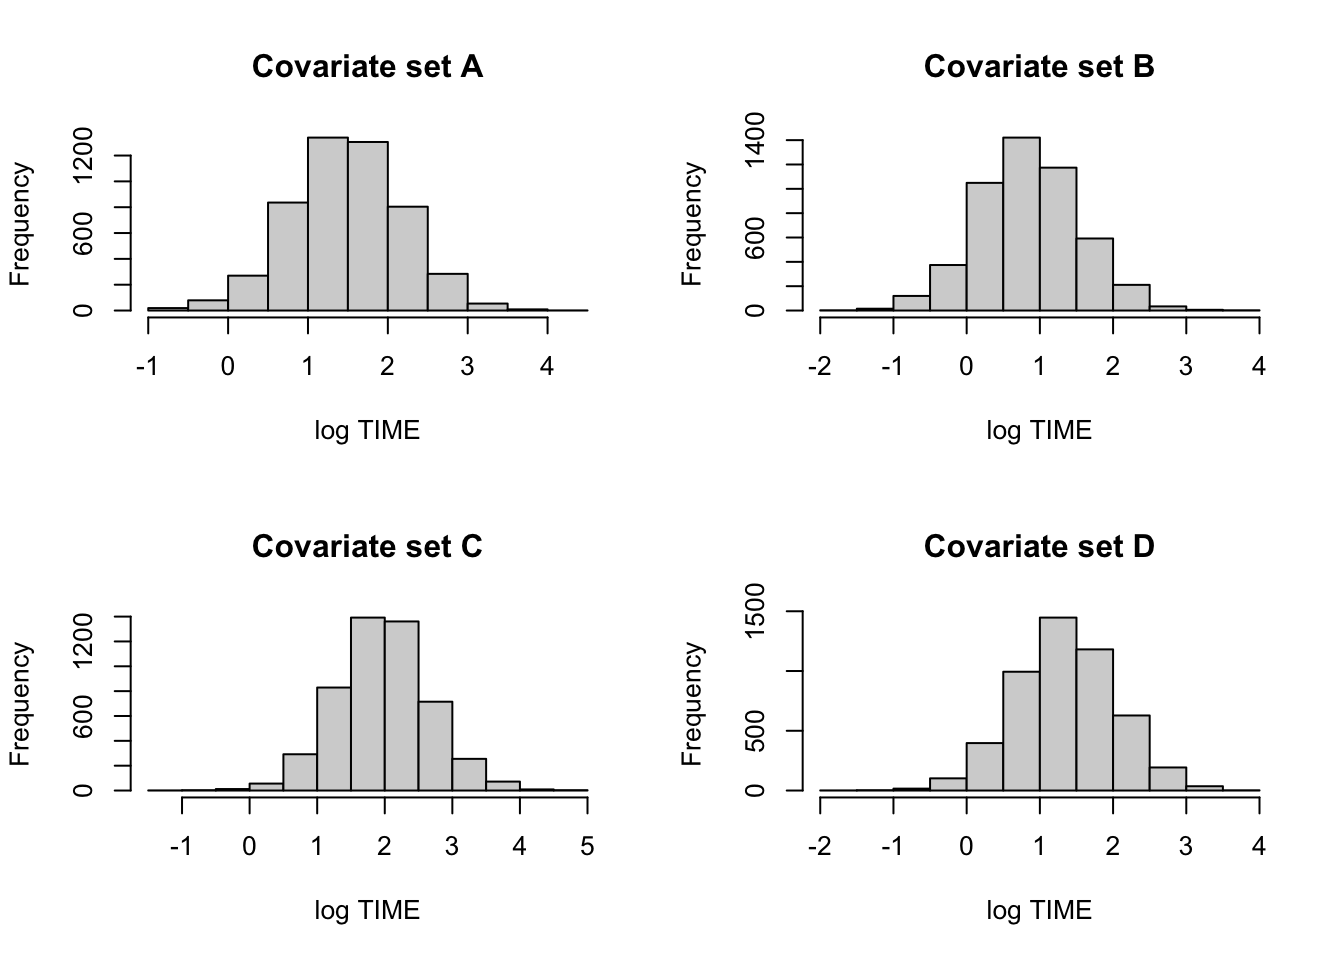 Covariate set A
Frequency
0 600 1200
-1 0 1 2 3 4
log TIME
Covariate set B
Frequency
0 600 1400
-2 -1 0 1 2 3 4
log TIME
Covariate set C
Frequency
0 600 1200
-1 0 1 2 3 4 5
log TIME
Covariate set D
Frequency
0 500 1500
-2 -1 0 1 2 3 4
log TIME